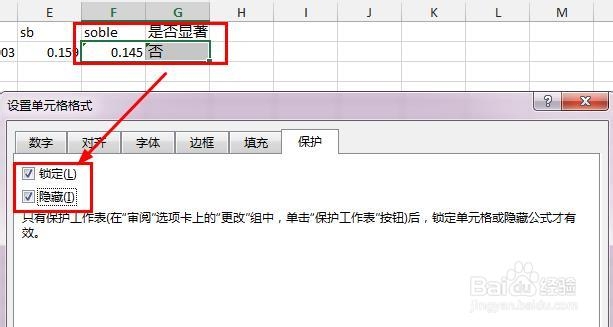 E F G H I J K L M
sb soble 是否显著
03 0.159 0.145 否
设置单元格格式
数字 对齐 字体 边框 填充 保护
锁定(L)
隐藏(I)
只有保护工作表(在"审阅"选项卡上的"更改"组中，单击"保护工作表"按钮)后，锁定单元格或隐藏公式才有
效。
Baidu 经验
jingyan.baidu.com